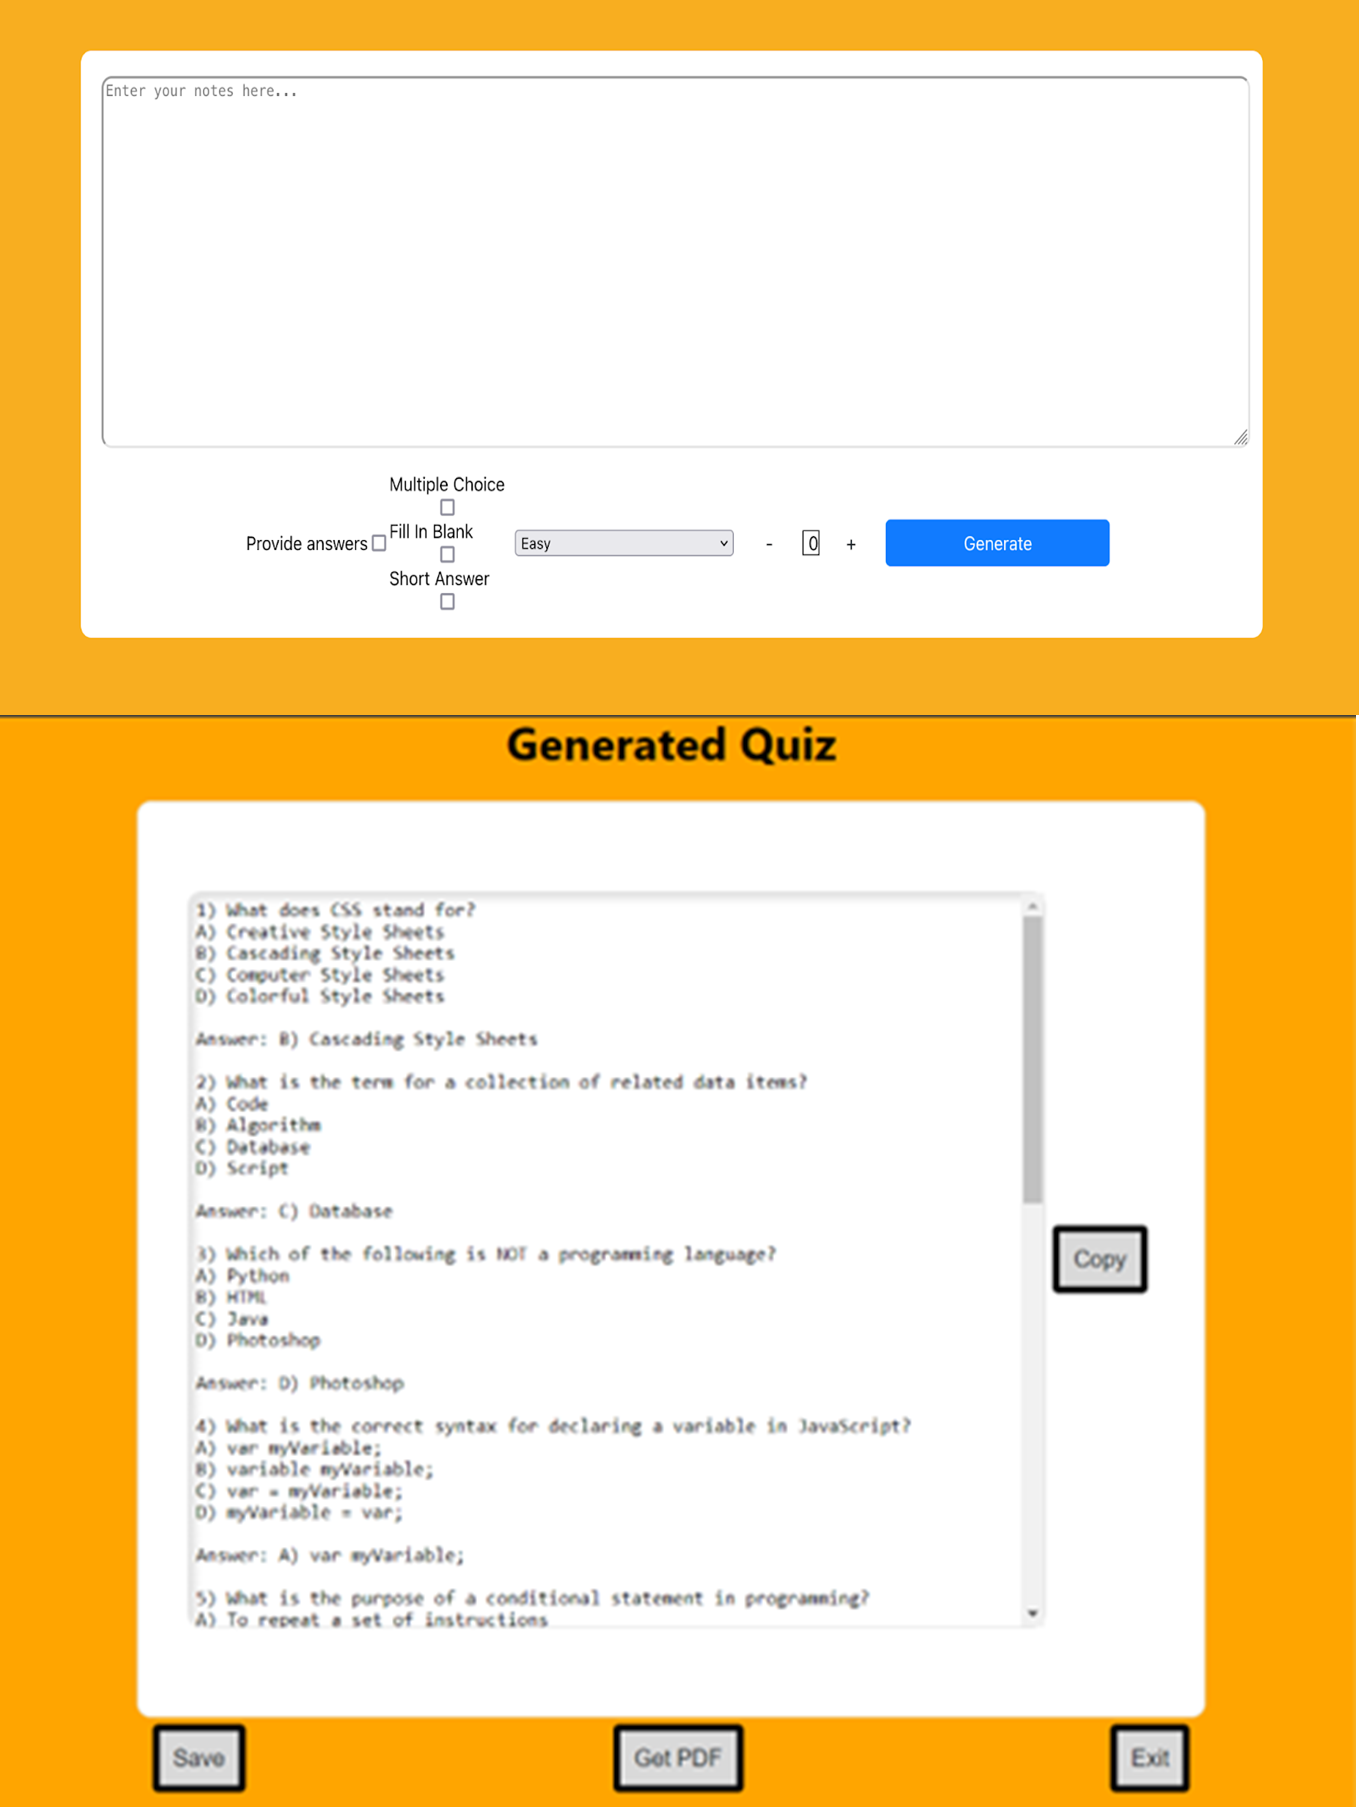 Enter your notes here...
Multiple Choice
Provide answers
Fill In Blank
Short Answer
Easy
- 0 +
Generate
Generated Quiz
1) What does CSS stand for?
A) Creative Style Sheets
B) Cascading Style Sheets
C) Computer Style Sheets
D) Colorful Style Sheets
Answer: B) Cascading Style Sheets
2) What is the term for a collection of related data items?
A) Code
B) Algorithm
C) Database
D) Script
Answer: C) Database
3) Which of the following is NOT a programming language?
A) Python
B) HTML
C) Java
D) Photoshop
Answer: D) Photoshop
4) What is the correct syntax for declaring a variable in JavaScript?
A) var myVariable;
B) variable myVariable;
C) var = myVariable;
D) myVariable = var;
Answer: A) var myVariable;
5) What is the purpose of a conditional statement in programming?
A) To repeat a set of instructions
Copy
Save
Get PDF
Exit